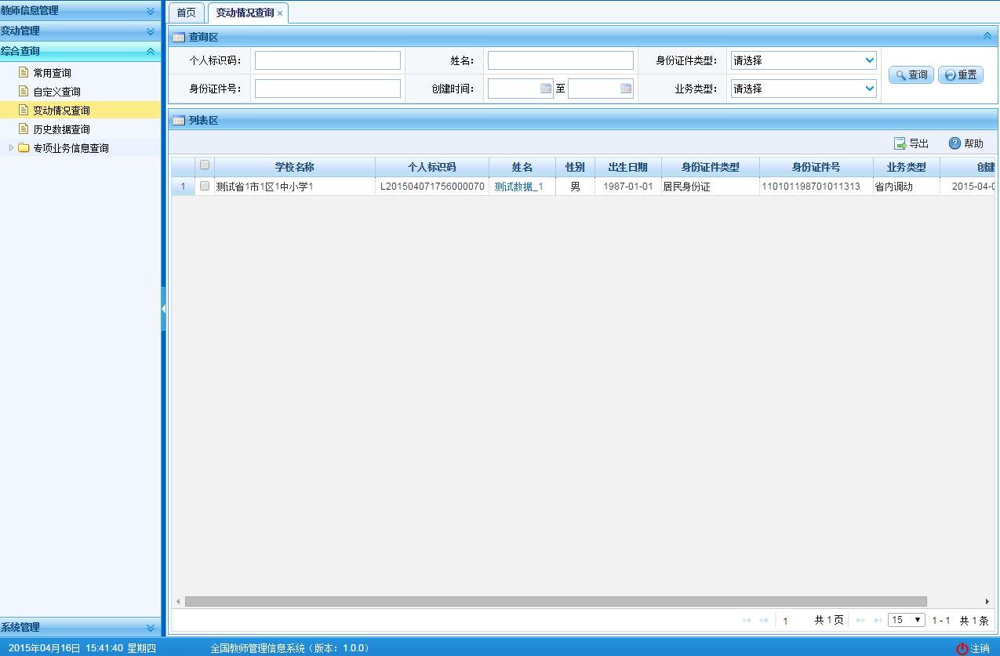 教师信息管理
变动管理
综合查询
常用查询
自定义查询
变动情况查询
历史数据查询
专项业务信息查询
系统管理
首页 变动情况查询 ×
查询区
个人标识码： 姓名： 身份证件类型： 请选择
身份证件号： 创建时间： 至 业务类型： 请选择
查询 重置
列表区
导出 帮助
学校名称 个人标识码 姓名 性别 出生日期 身份证件类型 身份证件号 业务类型 创建
1 测试省1市1区1中小学1 L201504071756000070 测试数据_1 男 1987-01-01 居民身份证 110101198701011313 省内调动 2015-04-0
1 共 1 页 15 1 - 1 共 1 条
2015年04月16日 15:41:40 星期四 全国教师管理信息系统（版本：1.0.0） 注销